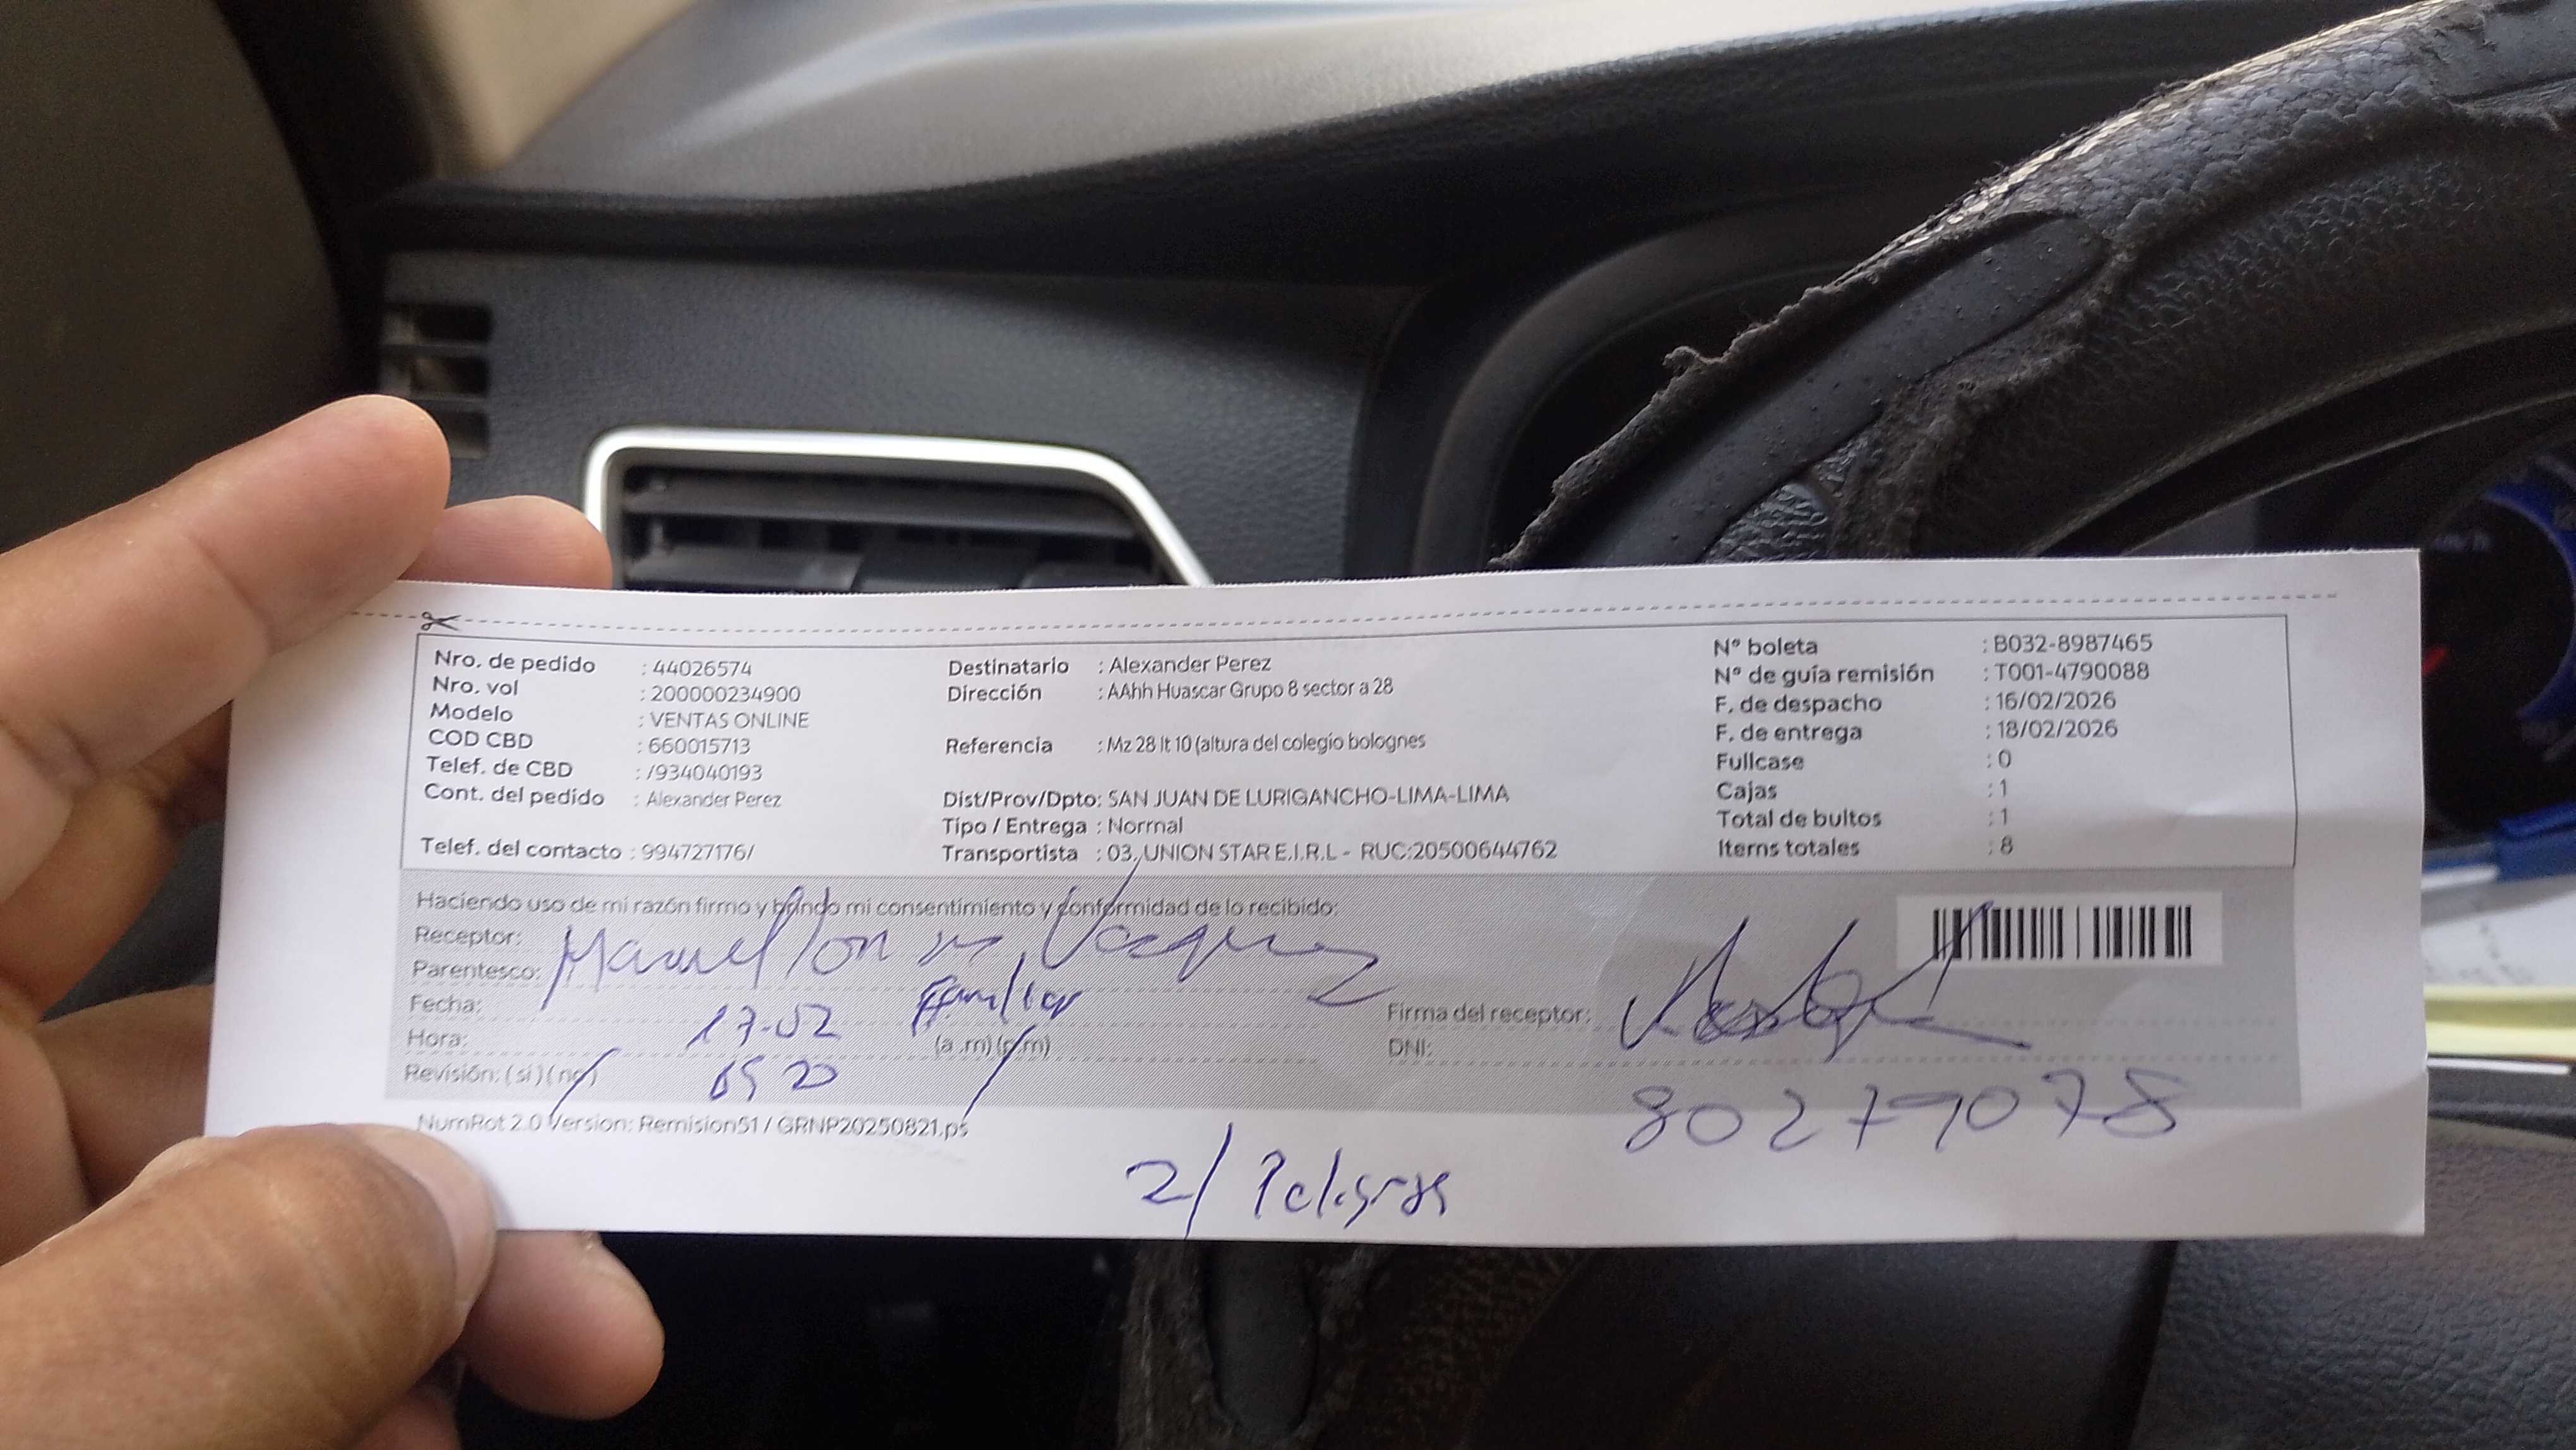 Nro. de pedido : 44026574
Nro. vol : 200000234900
Modelo : VENTAS ONLINE
COD CBD : 660015713
Telef. de CBD : /934040193
Cont. del pedido : Alexander Perez
Telef. del contacto : 994727176/
Destinatario : Alexander Perez
Dirección : AAhh Huascar Grupo 8 sector a 28
Referencia : Mz 28 lt 10 (altura del colegio bolognes
Dist/Prov/Dpto: SAN JUAN DE LURIGANCHO-LIMA-LIMA
Tipo / Entrega : Normal
Transportista : 03, UNION STAR E.I.R.L - RUC:20500644762
N° boleta : B032-8987465
N° de guía remisión : T001-4790088
F. de despacho : 16/02/2026
F. de entrega : 18/02/2026
Fullcase : 0
Cajas : 1
Total de bultos : 1
Items totales : 8
Haciendo uso de mi razón firmo y brindo mi consentimiento y conformidad de lo recibido:
Receptor: Manuel Vasquez
Parentesco: Familiar
Fecha: 17-02
Hora: 20 (a.m) (p.m)
Revisión: (si) (no)
Firma del receptor:
DNI: 80279078
NumRot 2.0 Version: Remision51 / GRNP20250821.ps
2/